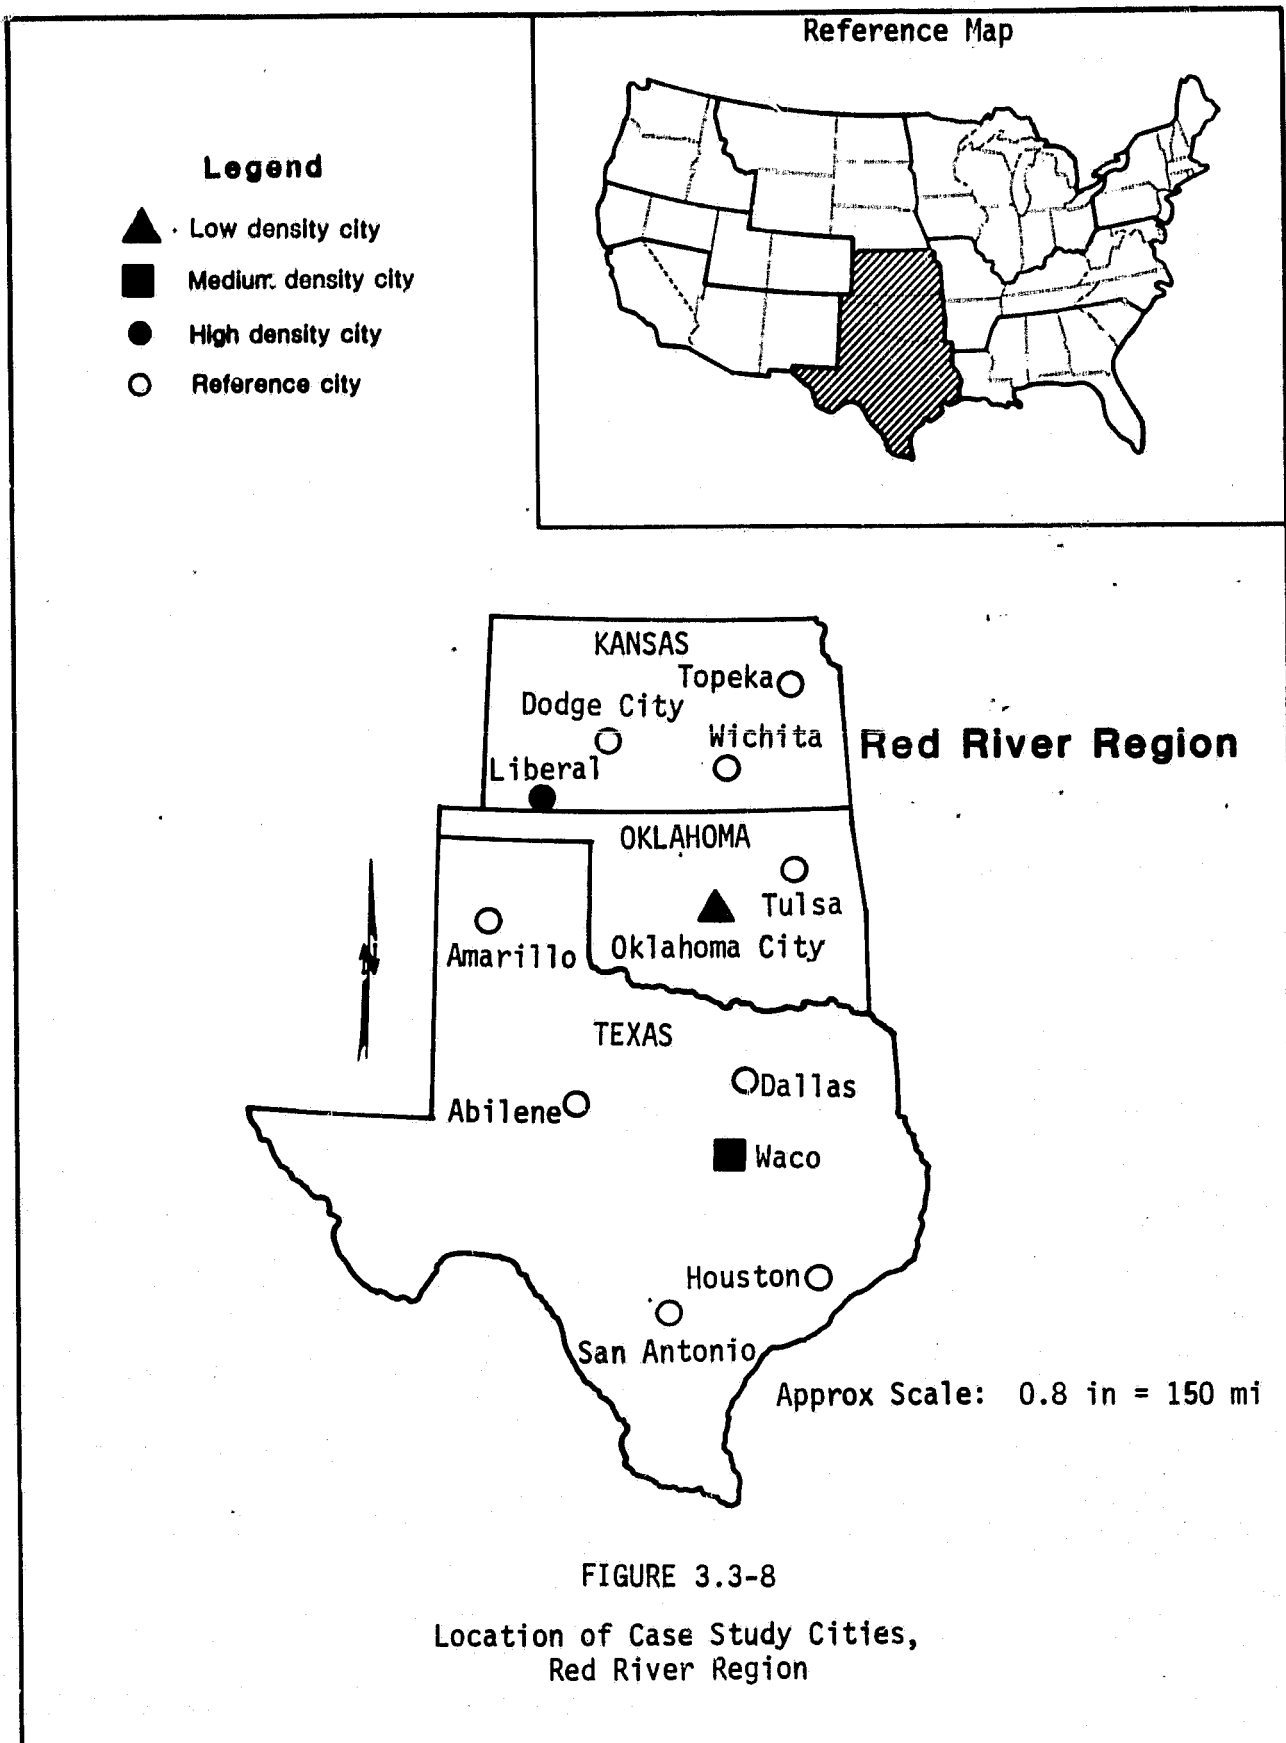 Reference Map
Legend
Low density city
Medium density city
High density city
Reference city
KANSAS
Topeka
Dodge City
Wichita
Red River Region
Liberal
OKLAHOMA
Tulsa
Oklahoma City
Amarillo
N
TEXAS
Dallas
Abilene
Waco
Houston
San Antonio
Approx Scale: 0.8 in = 150 mi
FIGURE 3.3-8
Location of Case Study Cities,
Red River Region